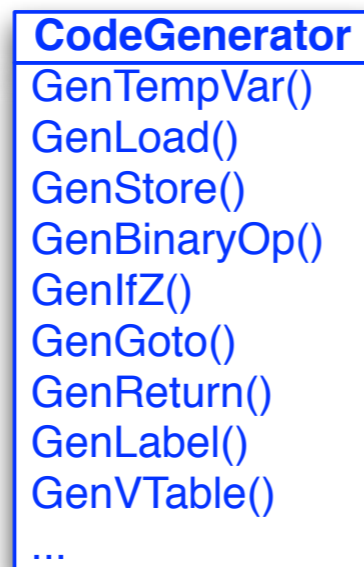 CodeGenerator
GenTempVar()
GenLoad()
GenStore()
GenBinaryOp()
GenIfZ()
GenGoto()
GenReturn()
GenLabel()
GenVTable()
...